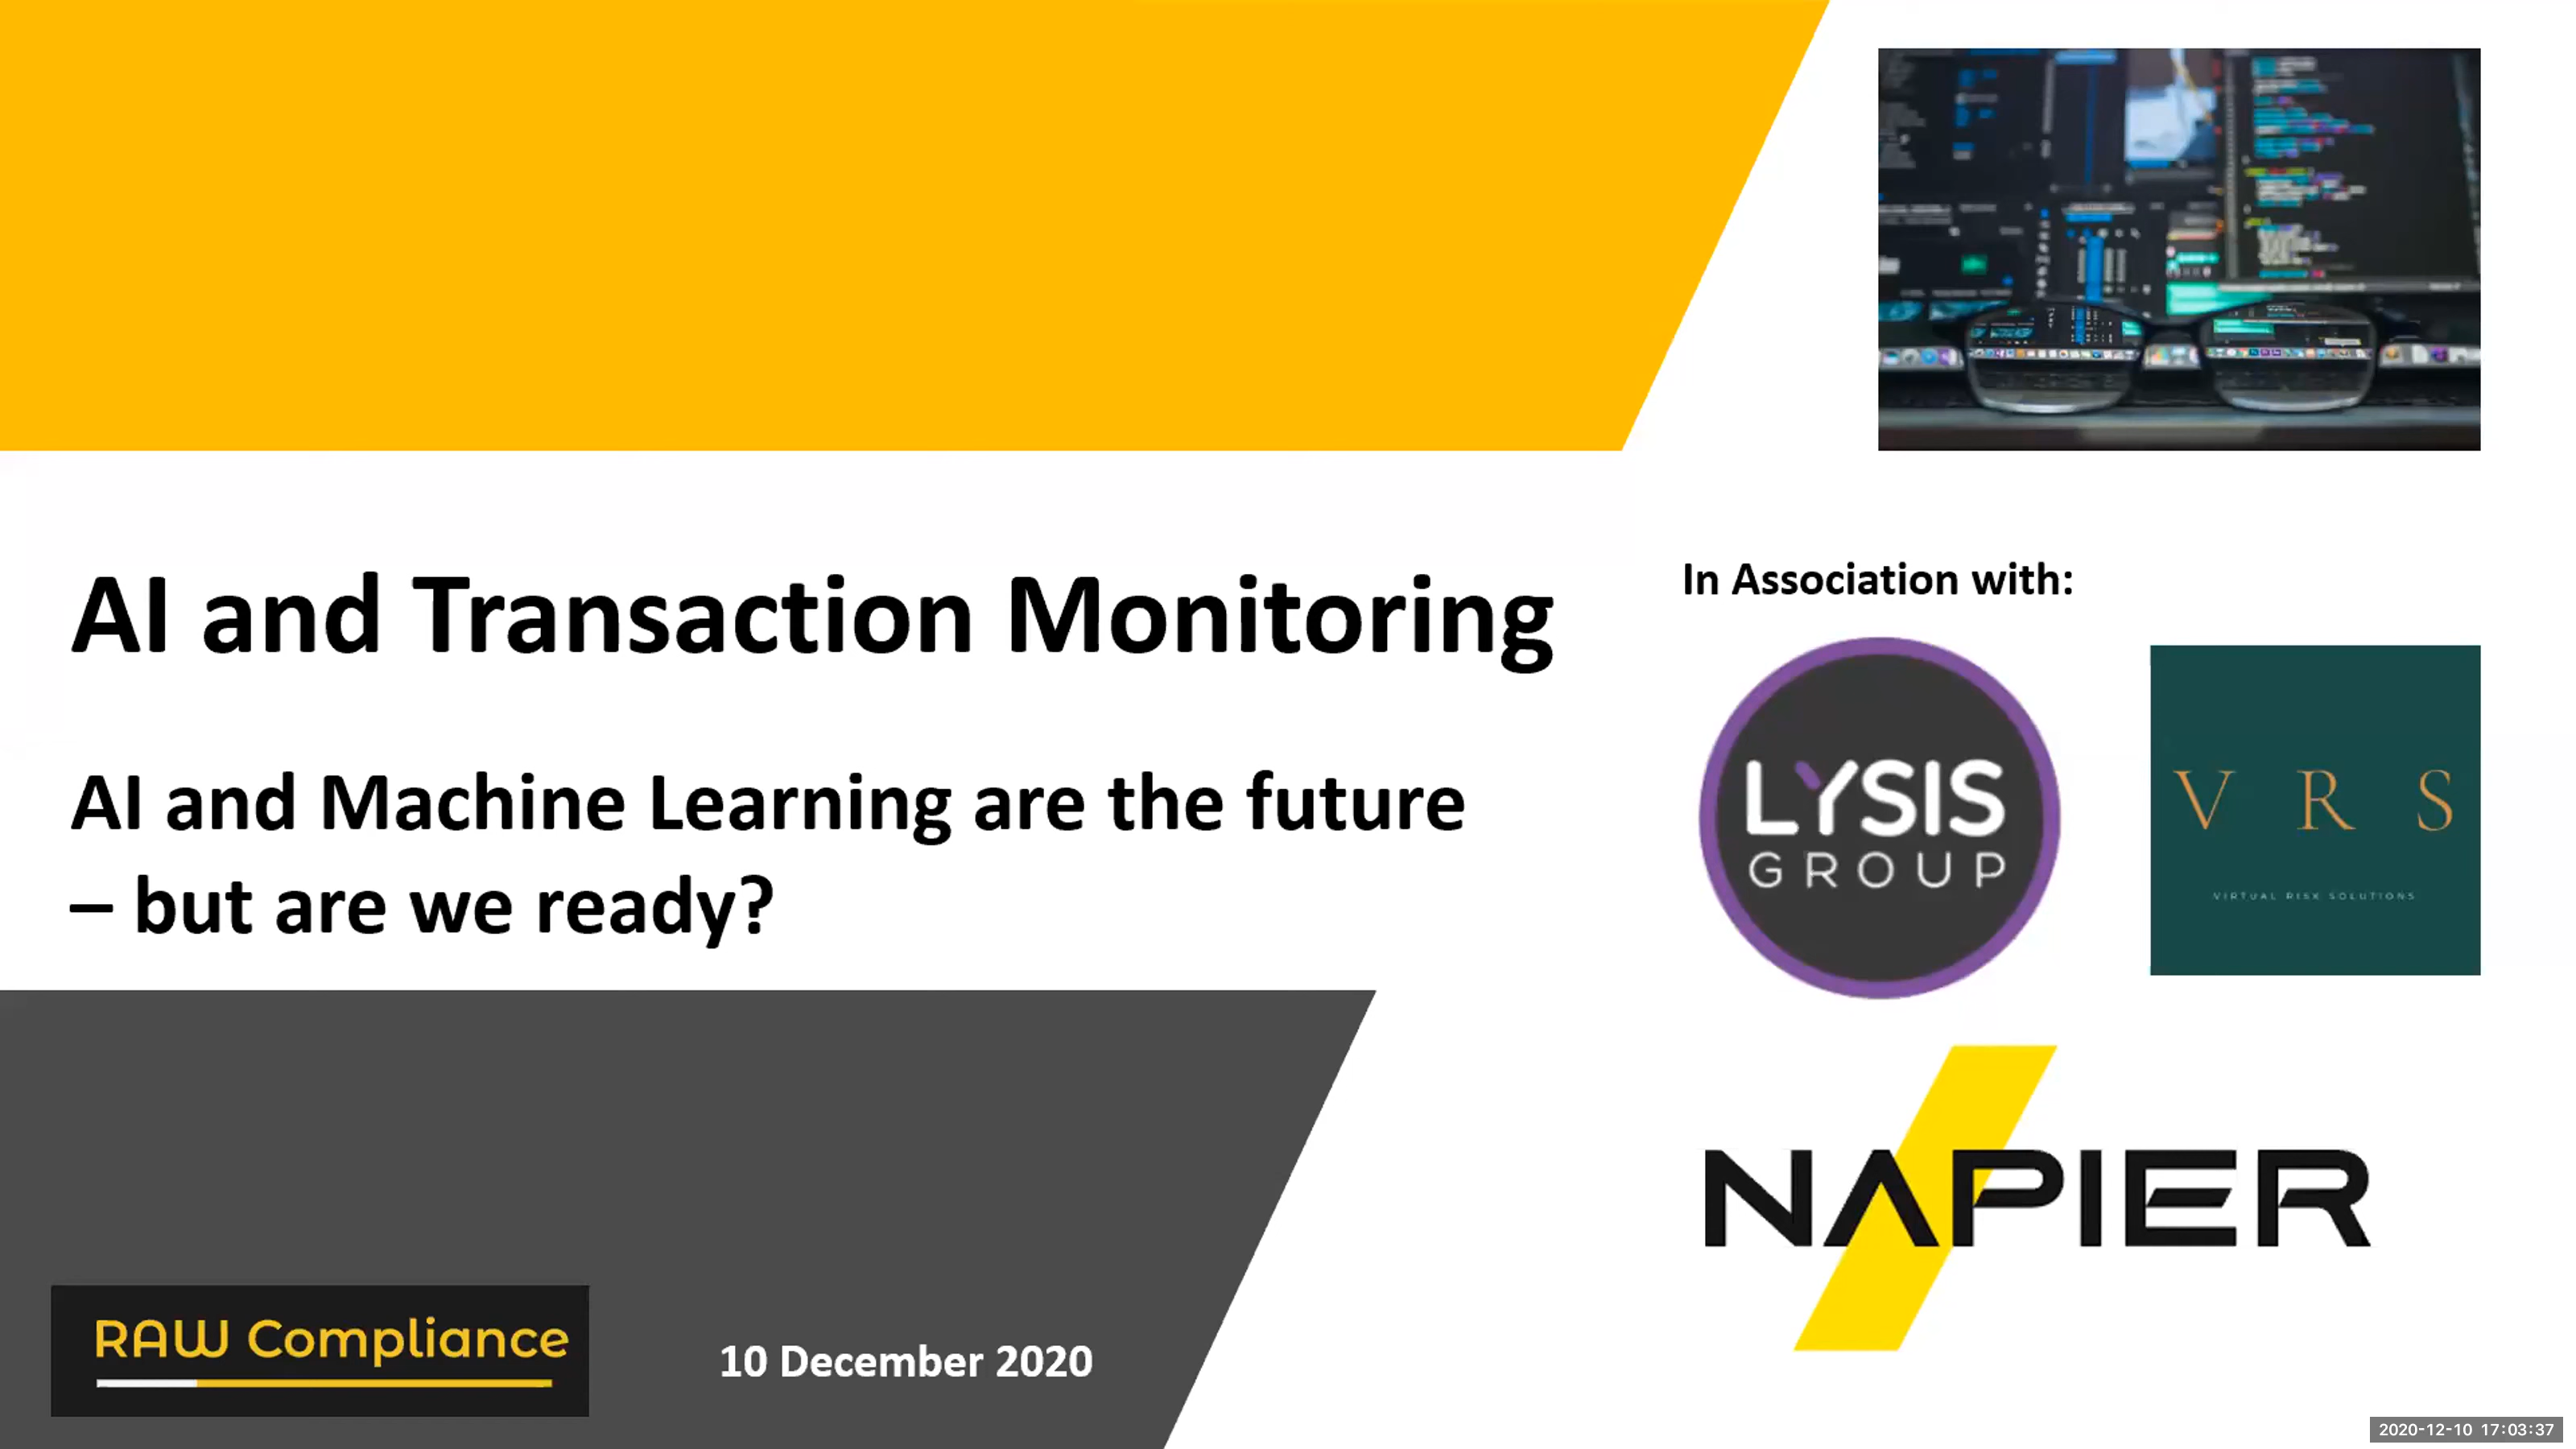 AI and Transaction Monitoring
AI and Machine Learning are the future
– but are we ready?
In Association with:
LYSIS
GROUP
V R S
VIRTUAL RISK SOLUTIONS
NAPIER
RAW Compliance
10 December 2020
2020-12-10 17:03:37